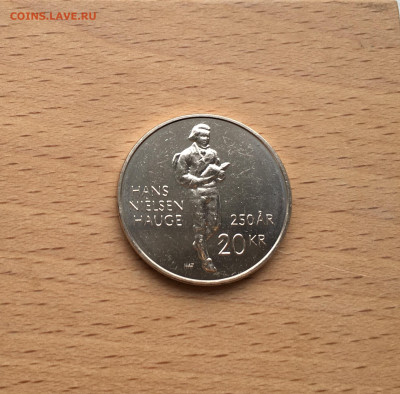 COINS.LAVE.RU
HANS
NIELSEN
HAUGE
250 ÅR
20 KR